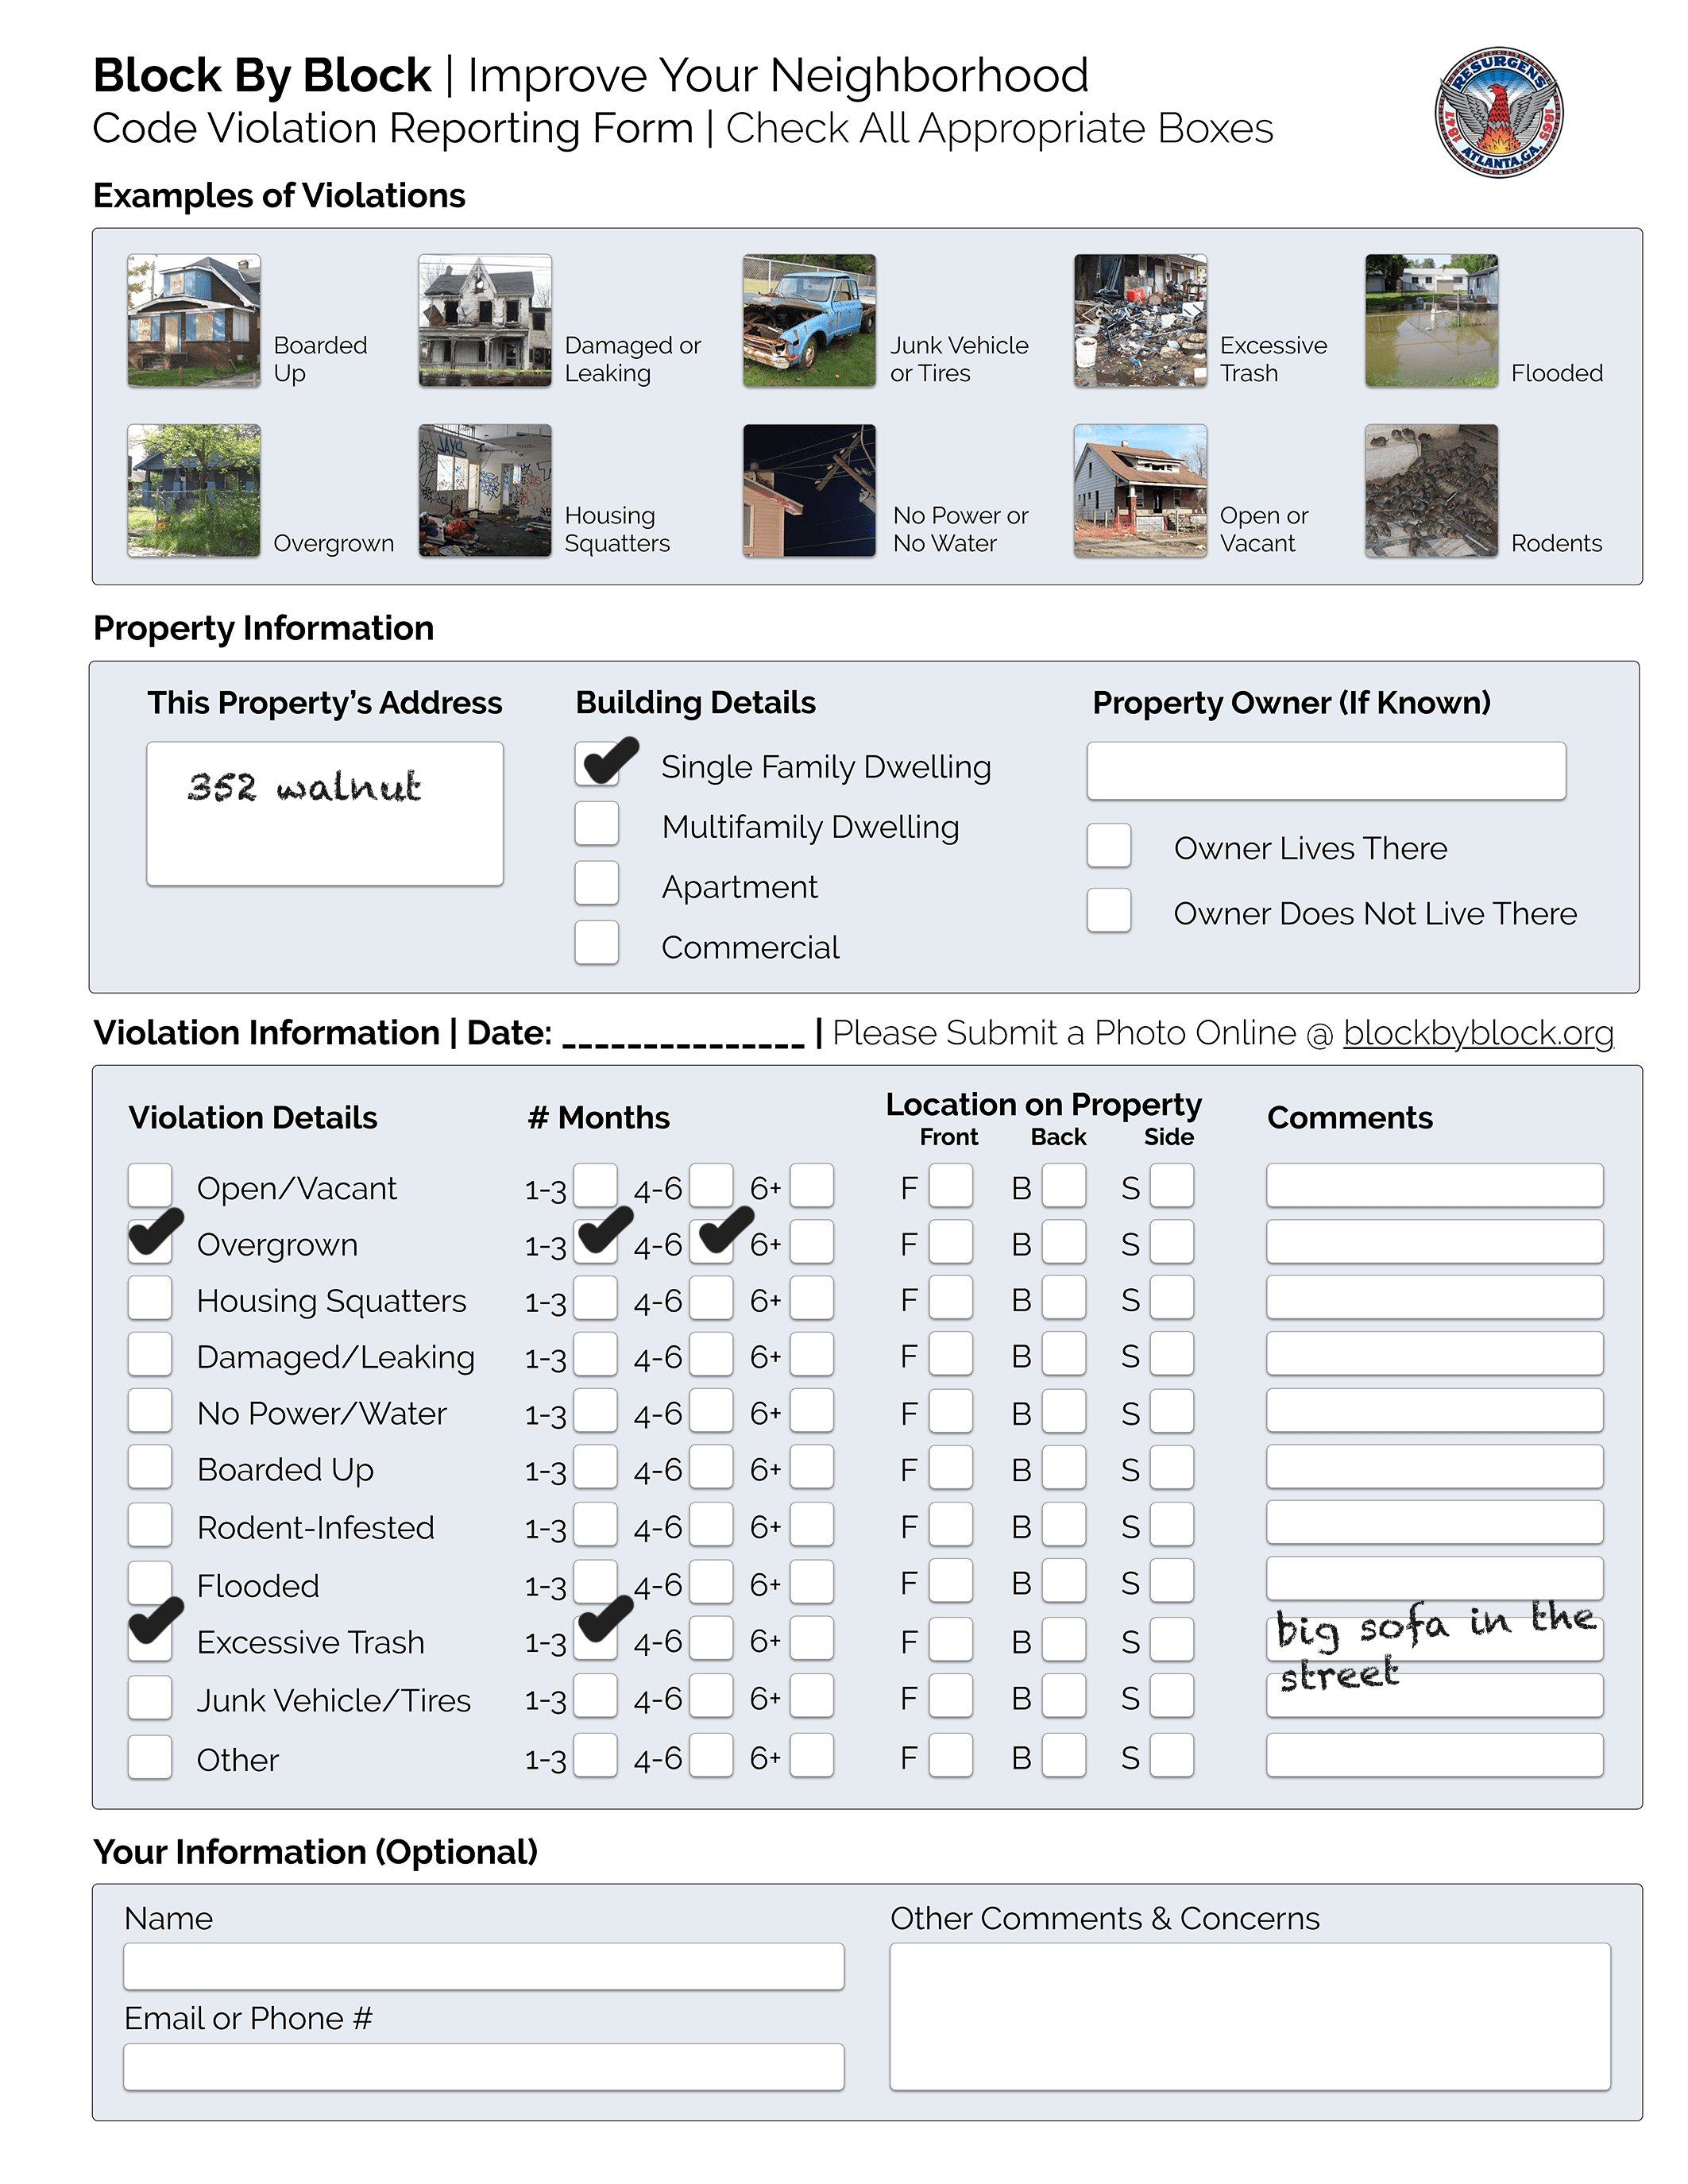 Block By Block | Improve Your Neighborhood
Code Violation Reporting Form | Check All Appropriate Boxes
RESURGENS
1847 1865
ATLANTA, GA.
Examples of Violations
Boarded Up
Damaged or Leaking
Junk Vehicle or Tires
Excessive Trash
Flooded
Overgrown
Housing Squatters
No Power or No Water
Open or Vacant
Rodents
Property Information
This Property's Address
352 walnut
Building Details
Single Family Dwelling
Multifamily Dwelling
Apartment
Commercial
Property Owner (If Known)
Owner Lives There
Owner Does Not Live There
Violation Information | Date: _______________ | Please Submit a Photo Online @ blockbyblock.org
Violation Details # Months Location on Property Comments
Front Back Side
Open/Vacant 1-3 4-6 6+ F B S
Overgrown 1-3 4-6 6+ F B S
Housing Squatters 1-3 4-6 6+ F B S
Damaged/Leaking 1-3 4-6 6+ F B S
No Power/Water 1-3 4-6 6+ F B S
Boarded Up 1-3 4-6 6+ F B S
Rodent-Infested 1-3 4-6 6+ F B S
Flooded 1-3 4-6 6+ F B S
Excessive Trash 1-3 4-6 6+ F B S big sofa in the
street
Junk Vehicle/Tires 1-3 4-6 6+ F B S
Other 1-3 4-6 6+ F B S
Your Information (Optional)
Name
Email or Phone #
Other Comments & Concerns